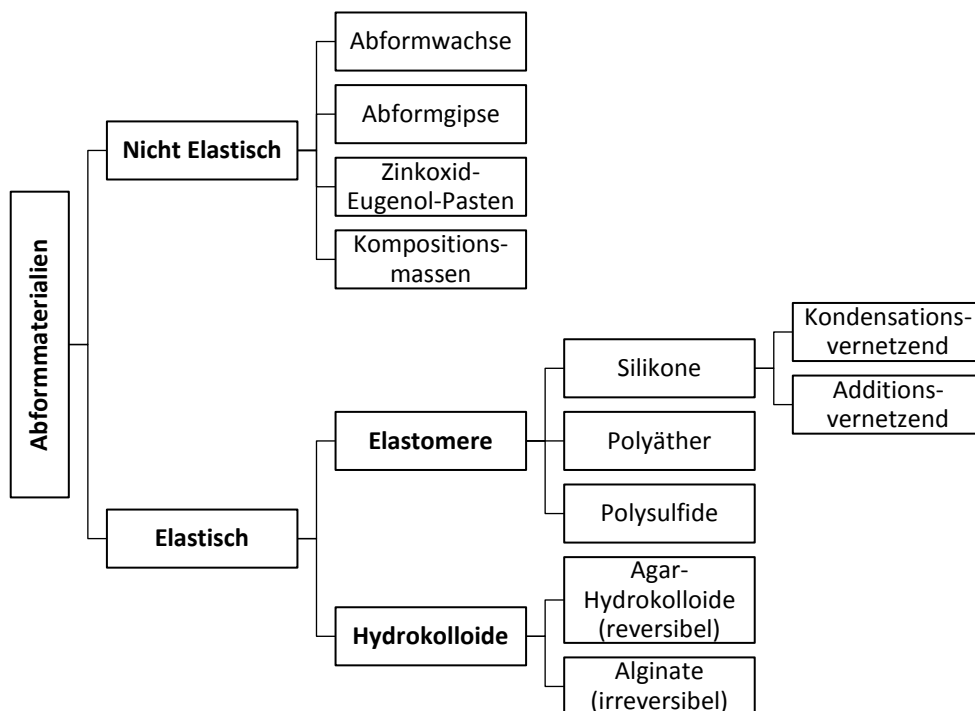 Abformmaterialien
Nicht Elastisch
Abformwachse
Abformgipse
Zinkoxid-
Eugenol-Pasten
Kompositions-
massen
Elastisch
Elastomere
Silikone
Kondensations-
vernetzend
Additions-
vernetzend
Polyäther
Polysulfide
Hydrokolloide
Agar-
Hydrokolloide
(reversibel)
Alginate
(irreversibel)